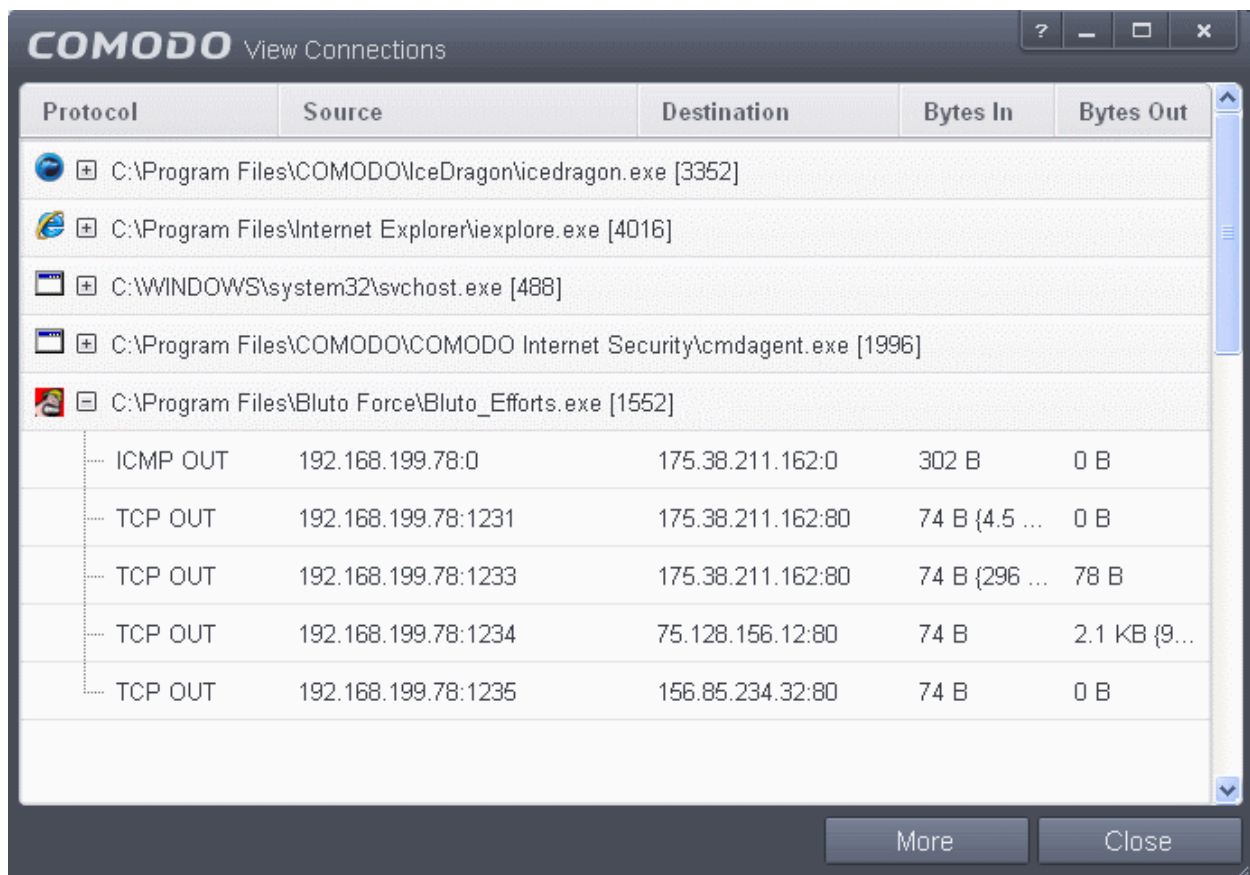 COMODO View Connections ?
Protocol Source Destination Bytes In Bytes Out
C:\Program Files\COMODO\IceDragon\icedragon.exe [3352]
C:\Program Files\Internet Explorer\iexplore.exe [4016]
C:\WINDOWS\system32\svchost.exe [488]
C:\Program Files\COMODO\COMODO Internet Security\cmdagent.exe [1996]
C:\Program Files\Bluto Force\Bluto_Efforts.exe [1552]
ICMP OUT 192.168.199.78:0 175.38.211.162:0 302 B 0 B
TCP OUT 192.168.199.78:1231 175.38.211.162:80 74 B {4.5 ... 0 B
TCP OUT 192.168.199.78:1233 175.38.211.162:80 74 B {296 ... 78 B
TCP OUT 192.168.199.78:1234 75.128.156.12:80 74 B 2.1 KB {9...
TCP OUT 192.168.199.78:1235 156.85.234.32:80 74 B 0 B
More Close